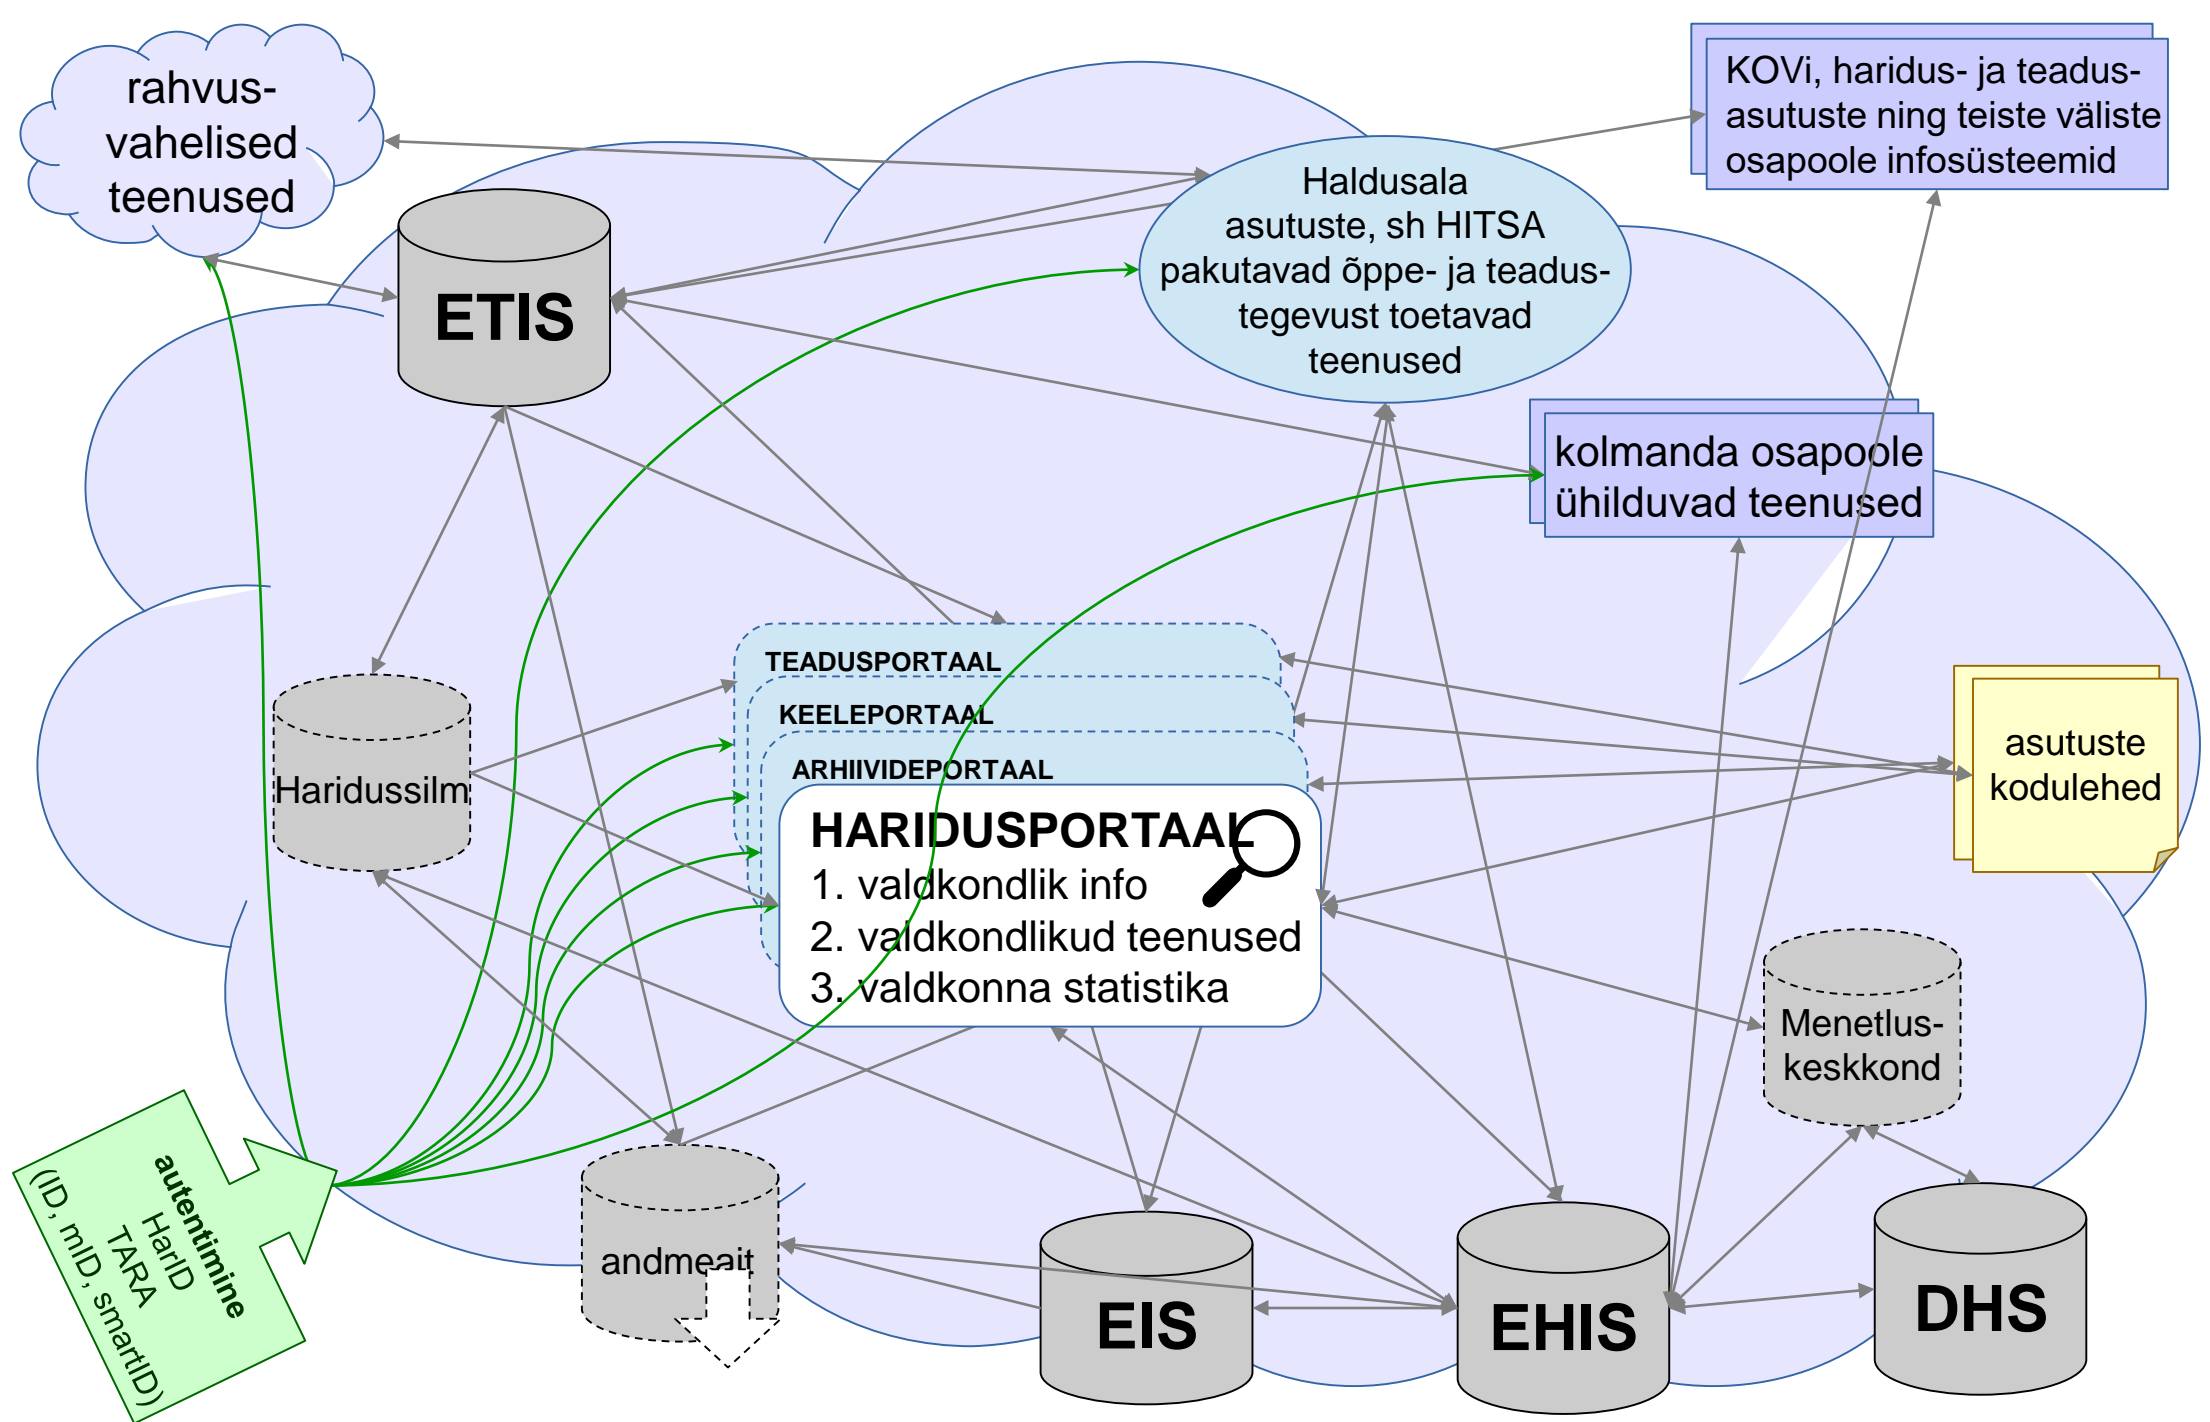 rahvus-
vahelised
teenused
KOVi, haridus- ja teadus-
asutuste ning teiste väliste
osapoole infosüsteemid
Haldusala
asutuste, sh HITSA
pakutavad õppe- ja teadus-
tegevust toetavad
teenused
ETIS
kolmanda osapoole
ühilduvad teenused
TEADUSPORTAAL
KEELEPORTAAL
ARHIIVIDEPORTAAL
HARIDUSPORTAAL
1. valdkondlik info
2. valdkondlikud teenused
3. valdkonna statistika
Haridussilm
asutuste
kodulehed
Menetlus-
keskkond
autentimine
HarID
TARA
(ID, mID, smartID)
andmeait
EIS
EHIS
DHS